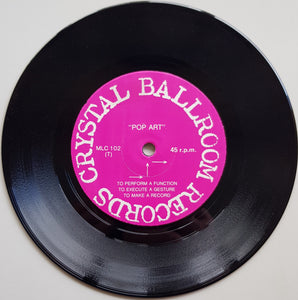 CRYSTAL BALLROOM RECORDS
"POP ART"
MLC 102 45 r.p.m.
(T)
TO PERFORM A FUNCTION
TO EXECUTE A GESTURE
TO MAKE A RECORD